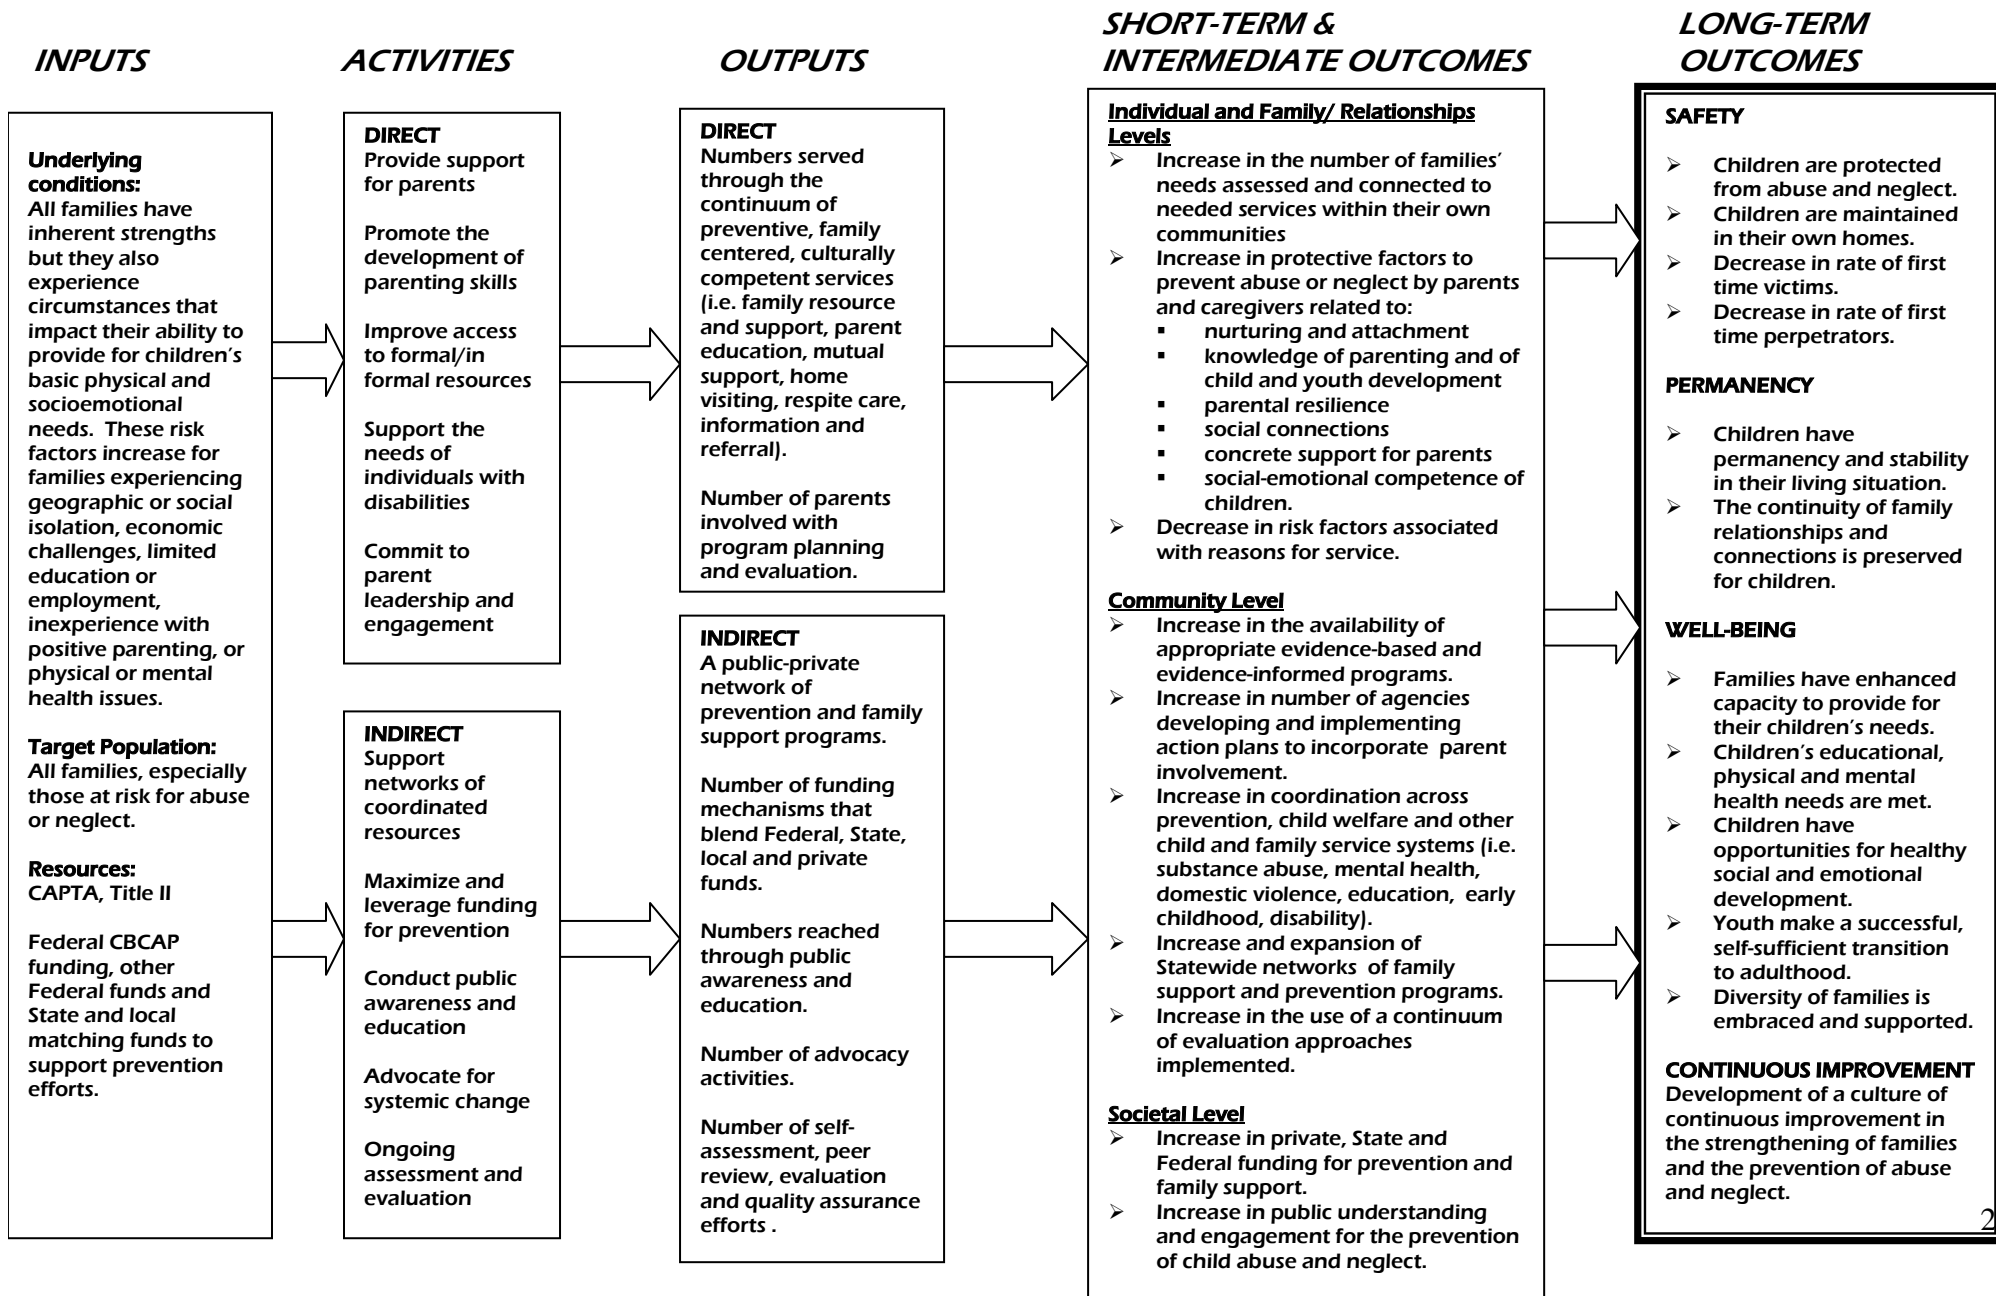 INPUTS
ACTIVITIES
OUTPUTS
SHORT-TERM &
INTERMEDIATE OUTCOMES
LONG-TERM
OUTCOMES
Underlying
conditions:
All families have
inherent strengths
but they also
experience
circumstances that
impact their ability to
provide for children's
basic physical and
socioemotional
needs. These risk
factors increase for
families experiencing
geographic or social
isolation, economic
challenges, limited
education or
employment,
inexperience with
positive parenting, or
physical or mental
health issues.
Target Population:
All families, especially
those at risk for abuse
or neglect.
Resources:
CAPTA, Title II
Federal CBCAP
funding, other
Federal funds and
State and local
matching funds to
support prevention
efforts.
DIRECT
Provide support
for parents
Promote the
development of
parenting skills
Improve access
to formal/in
formal resources
Support the
needs of
individuals with
disabilities
Commit to
parent
leadership and
engagement
INDIRECT
Support
networks of
coordinated
resources
Maximize and
leverage funding
for prevention
Conduct public
awareness and
education
Advocate for
systemic change
Ongoing
assessment and
evaluation
DIRECT
Numbers served
through the
continuum of
preventive, family
centered, culturally
competent services
(i.e. family resource
and support, parent
education, mutual
support, home
visiting, respite care,
information and
referral).
Number of parents
involved with
program planning
and evaluation.
INDIRECT
A public-private
network of
prevention and family
support programs.
Number of funding
mechanisms that
blend Federal, State,
local and private
funds.
Numbers reached
through public
awareness and
education.
Number of advocacy
activities.
Number of self-
assessment, peer
review, evaluation
and quality assurance
efforts .
Individual and Family/ Relationships
Levels
➢ Increase in the number of families'
needs assessed and connected to
needed services within their own
communities
➢ Increase in protective factors to
prevent abuse or neglect by parents
and caregivers related to:
▪ nurturing and attachment
▪ knowledge of parenting and of
child and youth development
▪ parental resilience
▪ social connections
▪ concrete support for parents
▪ social-emotional competence of
children.
➢ Decrease in risk factors associated
with reasons for service.
Community Level
➢ Increase in the availability of
appropriate evidence-based and
evidence-informed programs.
➢ Increase in number of agencies
developing and implementing
action plans to incorporate parent
involvement.
➢ Increase in coordination across
prevention, child welfare and other
child and family service systems (i.e.
substance abuse, mental health,
domestic violence, education, early
childhood, disability).
➢ Increase and expansion of
Statewide networks of family
support and prevention programs.
➢ Increase in the use of a continuum
of evaluation approaches
implemented.
Societal Level
➢ Increase in private, State and
Federal funding for prevention and
family support.
➢ Increase in public understanding
and engagement for the prevention
of child abuse and neglect.
SAFETY
➢ Children are protected
from abuse and neglect.
➢ Children are maintained
in their own homes.
➢ Decrease in rate of first
time victims.
➢ Decrease in rate of first
time perpetrators.
PERMANENCY
➢ Children have
permanency and stability
in their living situation.
➢ The continuity of family
relationships and
connections is preserved
for children.
WELL-BEING
➢ Families have enhanced
capacity to provide for
their children's needs.
➢ Children's educational,
physical and mental
health needs are met.
➢ Children have
opportunities for healthy
social and emotional
development.
➢ Youth make a successful,
self-sufficient transition
to adulthood.
➢ Diversity of families is
embraced and supported.
CONTINUOUS IMPROVEMENT
Development of a culture of
continuous improvement in
the strengthening of families
and the prevention of abuse
and neglect.
2